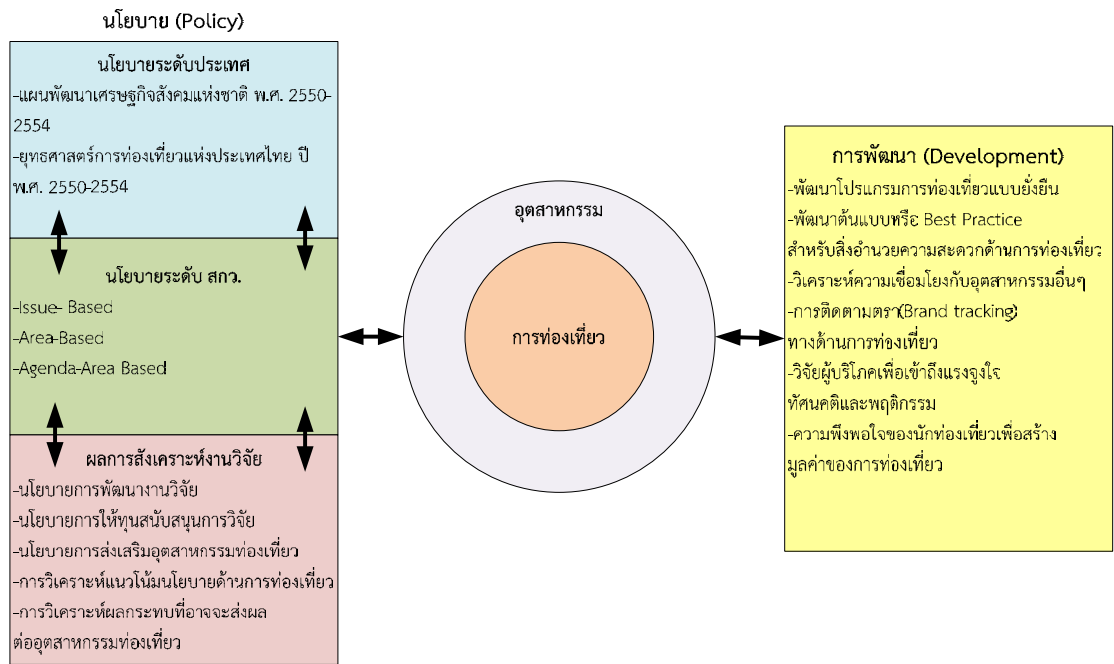 นโยบาย (Policy)
นโยบายระดับประเทศ
-แผนพัฒนาเศรษฐกิจสังคมแห่งชาติ พ.ศ. 2550-
2554
-ยุทธศาสตร์การท่องเที่ยวแห่งประเทศไทย ปี
พ.ศ. 2550-2554
นโยบายระดับ สกว.
-Issue- Based
-Area-Based
-Agenda-Area Based
ผลการสังเคราะห์งานวิจัย
-นโยบายการพัฒนางานวิจัย
-นโยบายการให้ทุนสนับสนุนการวิจัย
-นโยบายการส่งเสริมอุตสาหกรรมท่องเที่ยว
-การวิเคราะห์แนวโน้มนโยบายด้านการท่องเที่ยว
-การวิเคราะห์ผลกระทบที่อาจจะส่งผล
ต่ออุตสาหกรรมท่องเที่ยว
อุตสาหกรรม
การท่องเที่ยว
การพัฒนา (Development)
-พัฒนาโปรแกรมการท่องเที่ยวแบบยั่งยืน
-พัฒนาต้นแบบหรือ Best Practice
สำหรับสิ่งอำนวยความสะดวกด้านการท่องเที่ยว
-วิเคราะห์ความเชื่อมโยงกับอุตสาหกรรมอื่นๆ
-การติดตามตรา(Brand tracking)
ทางด้านการท่องเที่ยว
-วิจัยผู้บริโภคเพื่อเข้าถึงแรงจูงใจ
ทัศนคติและพฤติกรรม
-ความพึงพอใจของนักท่องเที่ยวเพื่อสร้าง
มูลค่าของการท่องเที่ยว